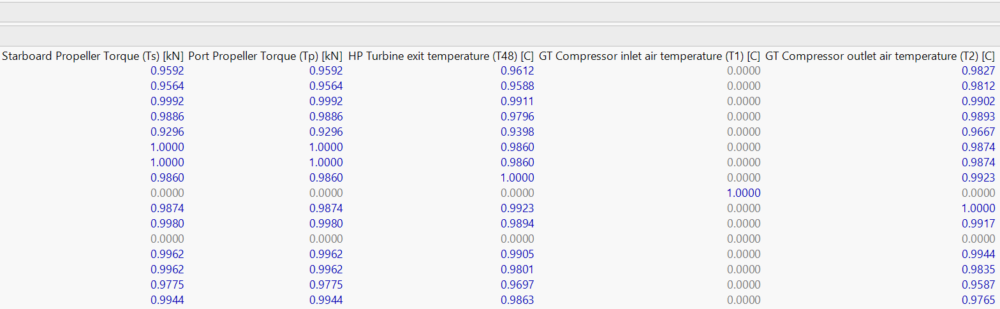 Starboard Propeller Torque (Ts) [kN] Port Propeller Torque (Tp) [kN] HP Turbine exit temperature (T48) [C] GT Compressor inlet air temperature (T1) [C] GT Compressor outlet air temperature (T2) [C]
0.9592 0.9592 0.9612 0.0000 0.9827
0.9564 0.9564 0.9588 0.0000 0.9812
0.9992 0.9992 0.9911 0.0000 0.9902
0.9886 0.9886 0.9796 0.0000 0.9893
0.9296 0.9296 0.9398 0.0000 0.9667
1.0000 1.0000 0.9860 0.0000 0.9874
1.0000 1.0000 0.9860 0.0000 0.9874
0.9860 0.9860 1.0000 0.0000 0.9923
0.0000 0.0000 0.0000 1.0000 0.0000
0.9874 0.9874 0.9923 0.0000 1.0000
0.9980 0.9980 0.9894 0.0000 0.9917
0.0000 0.0000 0.0000 0.0000 0.0000
0.9962 0.9962 0.9905 0.0000 0.9944
0.9962 0.9962 0.9801 0.0000 0.9835
0.9775 0.9775 0.9697 0.0000 0.9587
0.9944 0.9944 0.9863 0.0000 0.9765